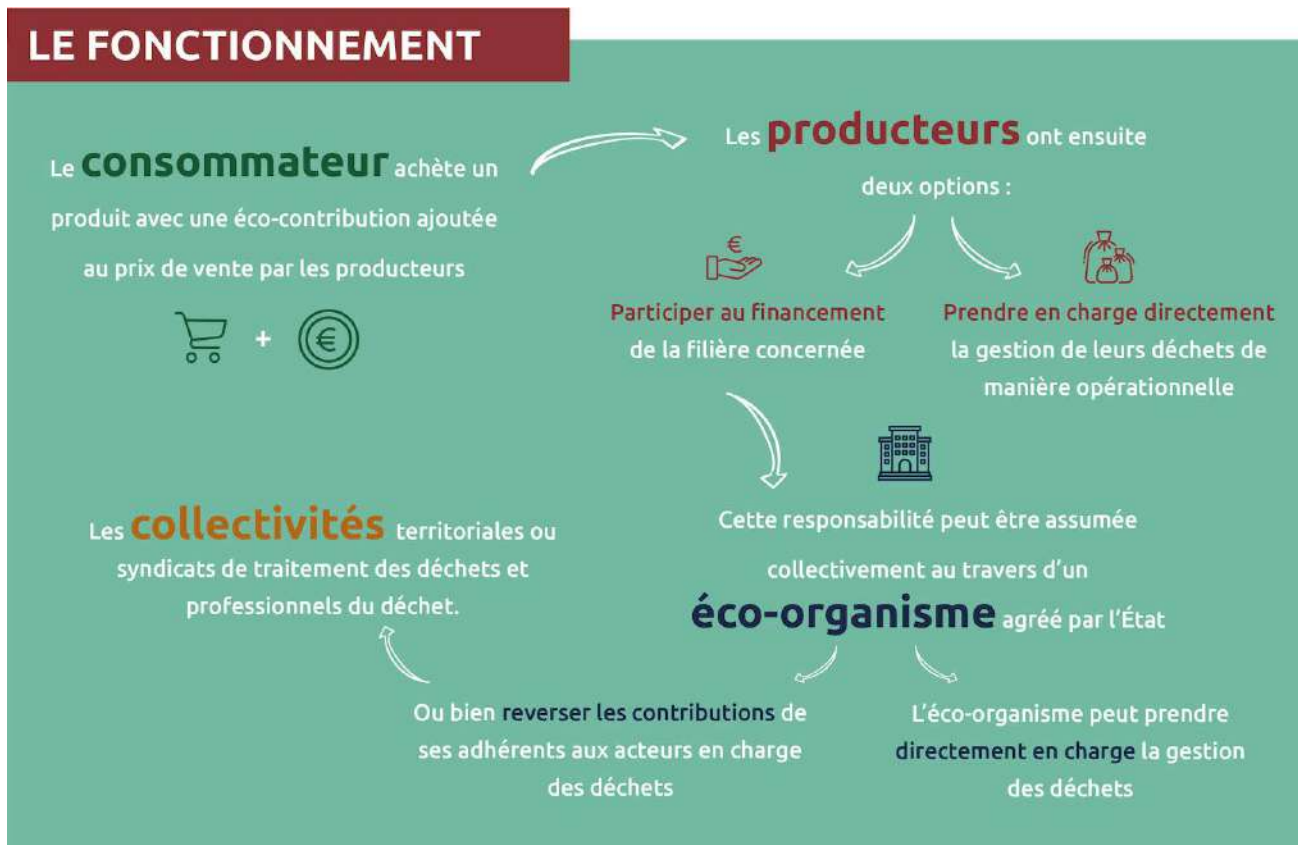 LE FONCTIONNEMENT
Le consommateur achète un
produit avec une éco-contribution ajoutée
au prix de vente par les producteurs
+ €
Les producteurs ont ensuite
deux options :
€
Participer au financement
de la filière concernée
Prendre en charge directement
la gestion de leurs déchets de
manière opérationnelle
Cette responsabilité peut être assumée
collectivement au travers d’un
éco-organisme agréé par l’État
L’éco-organisme peut prendre
directement en charge la gestion
des déchets
Ou bien reverser les contributions de
ses adhérents aux acteurs en charge
des déchets
Les collectivités territoriales ou
syndicats de traitement des déchets et
professionnels du déchet.